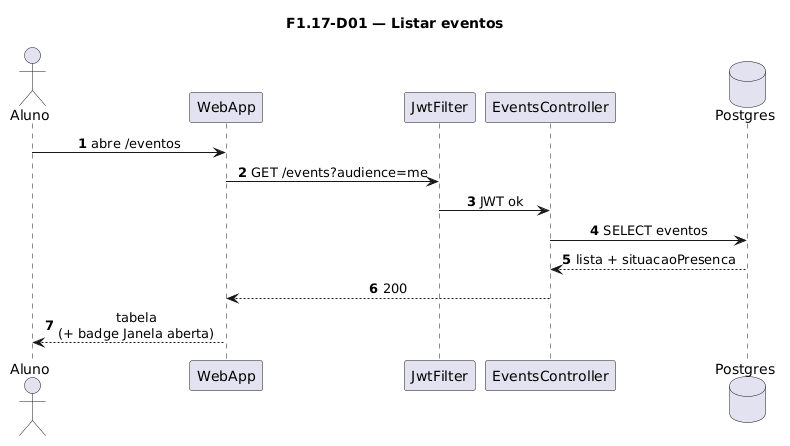 F1.17-D01 — Listar eventos
Aluno
WebApp
JwtFilter
EventsController
Postgres
1 abre /eventos
2 GET /events?audience=me
3 JWT ok
4 SELECT eventos
5 lista + situacaoPresenca
6 200
7 tabela
(+ badge Janela aberta)
Aluno
WebApp
JwtFilter
EventsController
Postgres